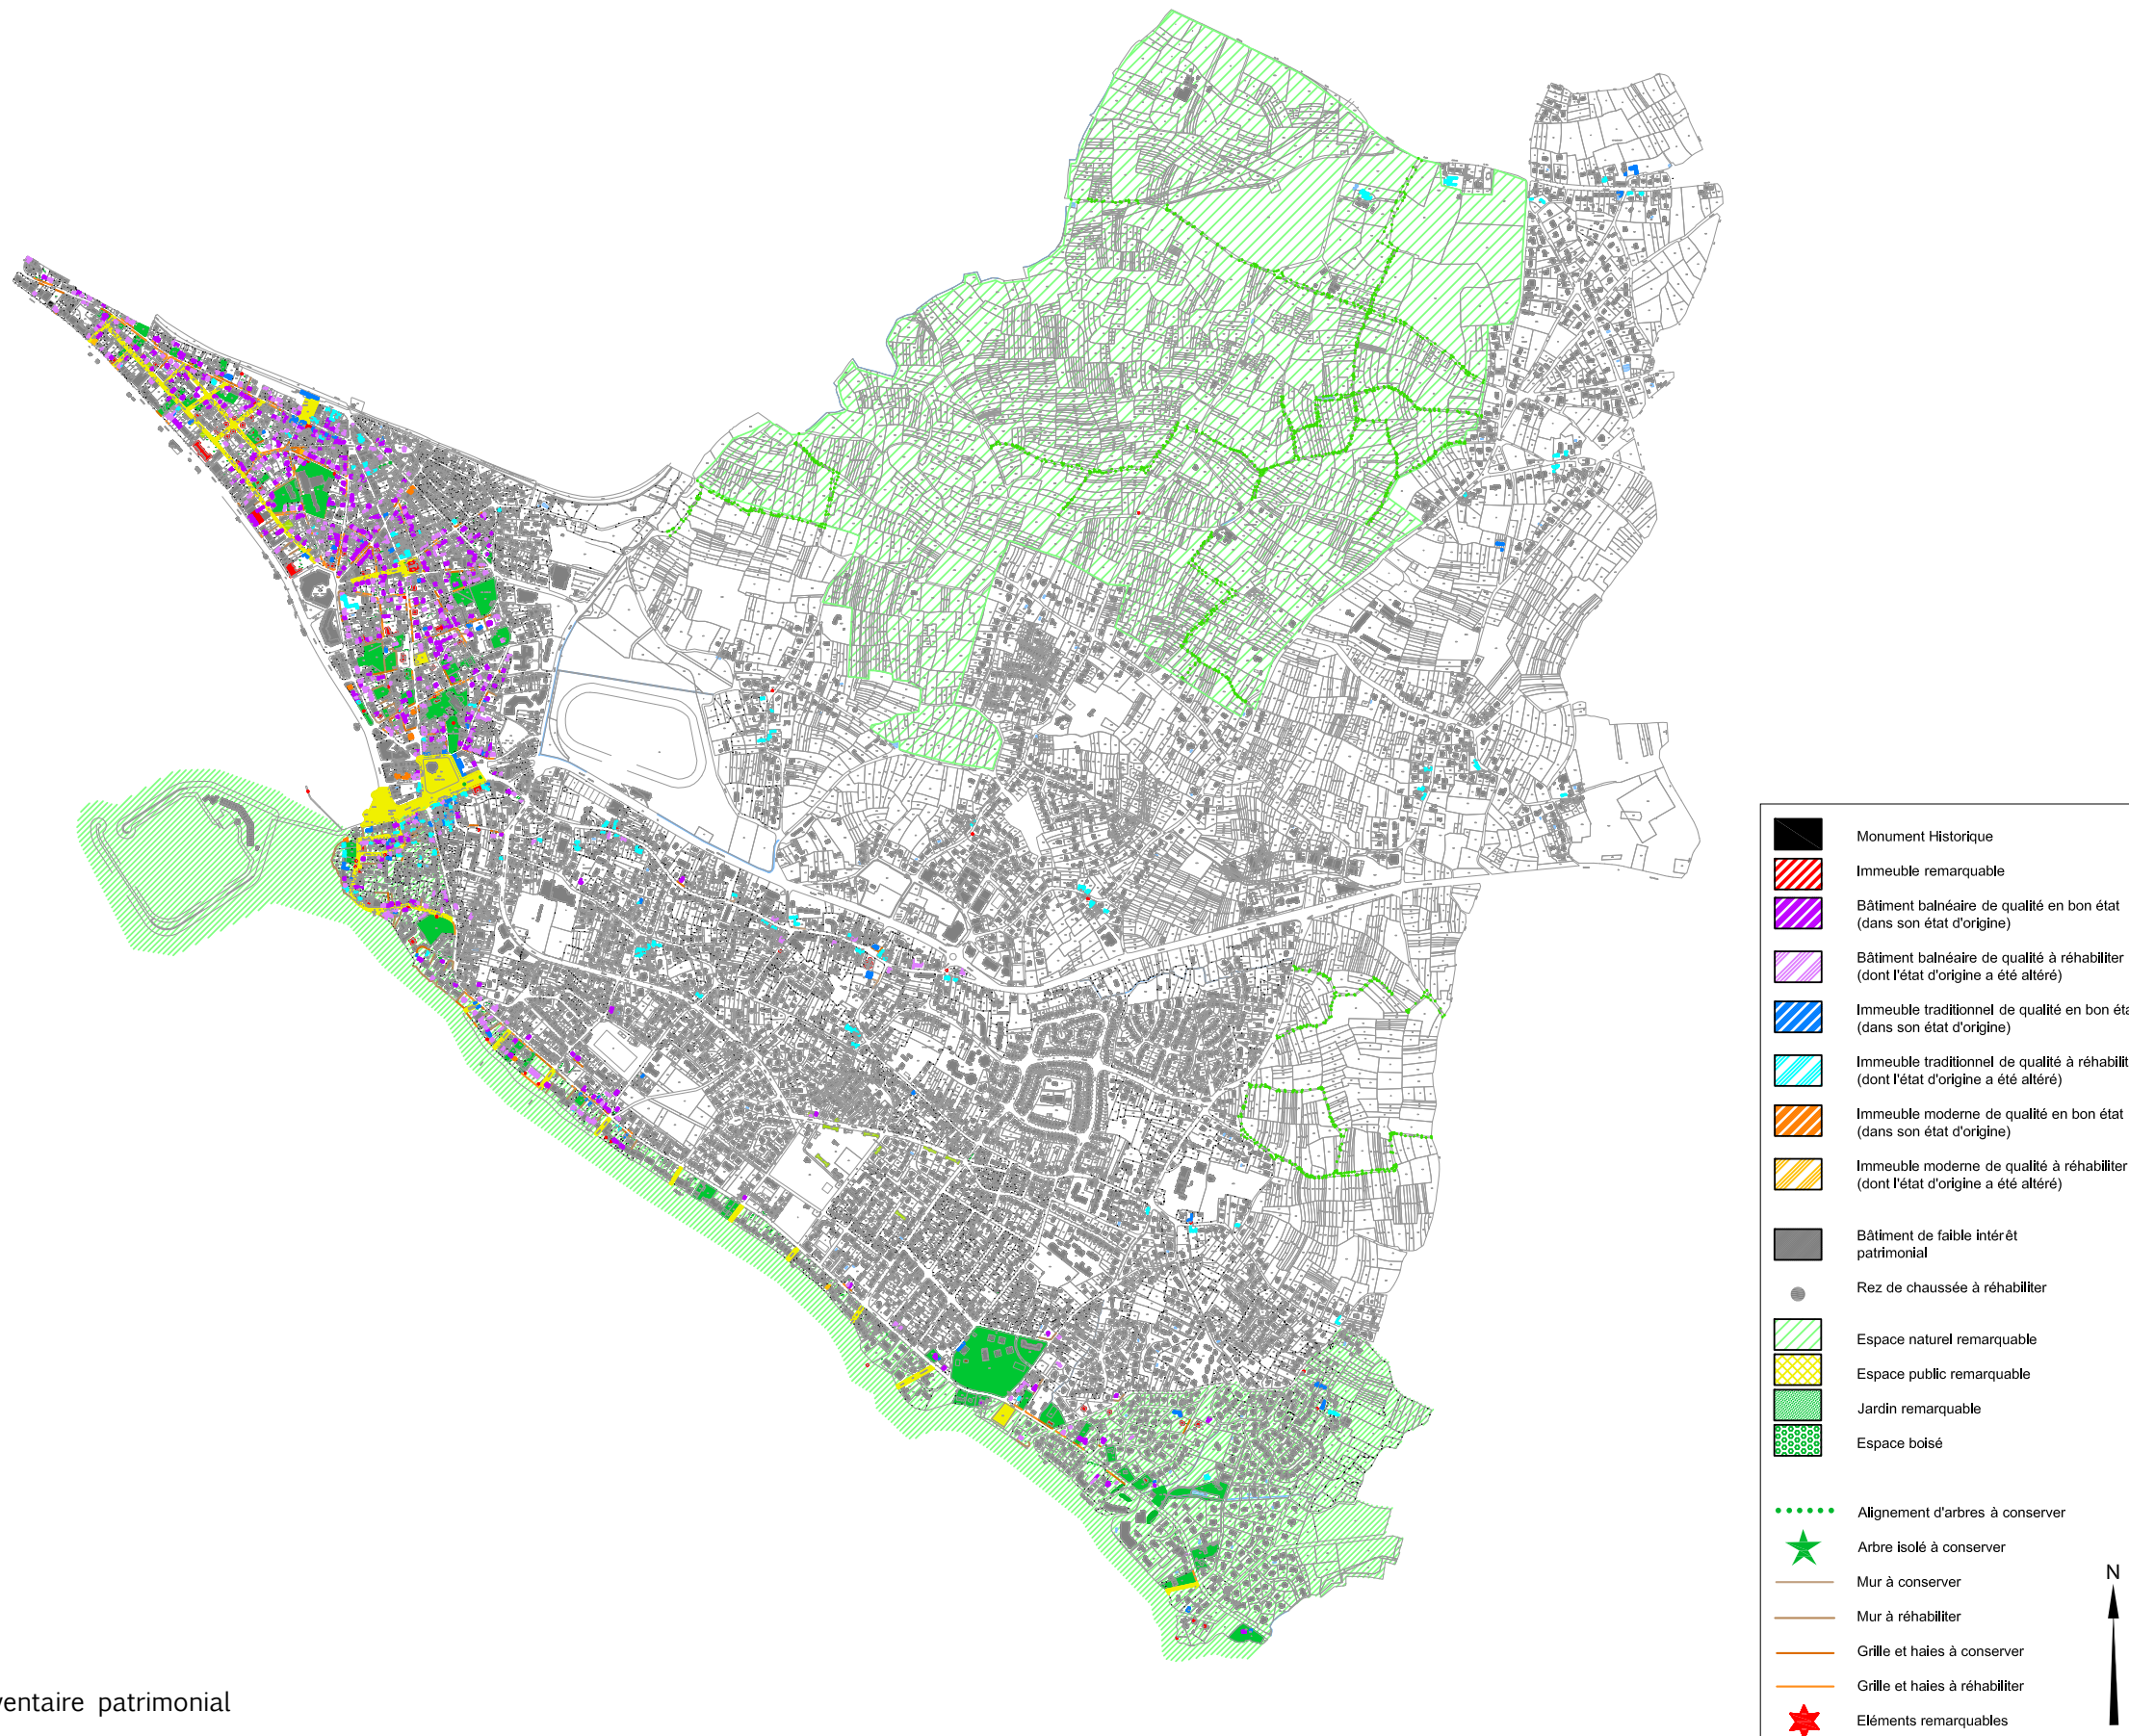 Monument Historique
Immeuble remarquable
Bâtiment balnéaire de qualité en bon état
(dans son état d'origine)
Bâtiment balnéaire de qualité à réhabiliter
(dont l'état d'origine a été altéré)
Immeuble traditionnel de qualité en bon éta
(dans son état d'origine)
Immeuble traditionnel de qualité à réhabilit
(dont l'état d'origine a été altéré)
Immeuble moderne de qualité en bon état
(dans son état d'origine)
Immeuble moderne de qualité à réhabiliter
(dont l'état d'origine a été altéré)
Bâtiment de faible intérêt
patrimonial
Rez de chaussée à réhabiliter
Espace naturel remarquable
Espace public remarquable
Jardin remarquable
Espace boisé
Alignement d'arbres à conserver
Arbre isolé à conserver
N
Mur à conserver
Mur à réhabiliter
Grille et haies à conserver
Grille et haies à réhabiliter
Eléments remarquables
ventaire patrimonial